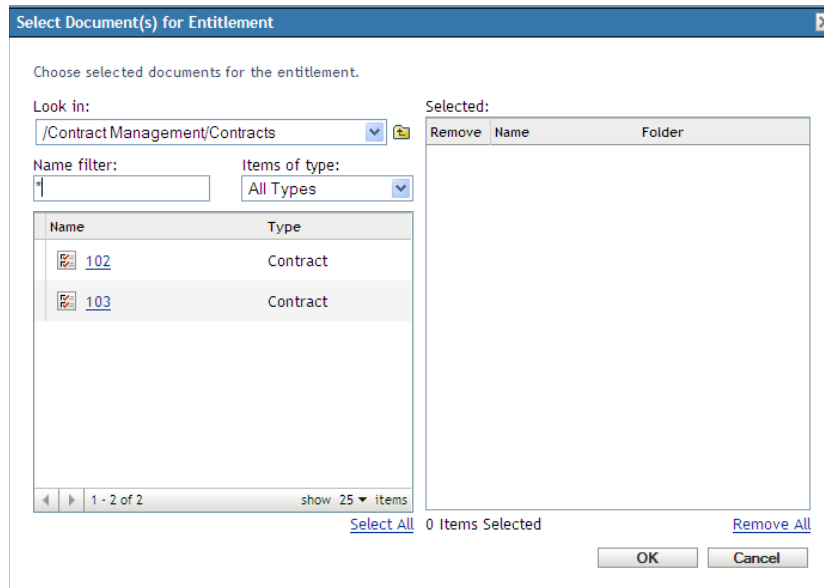 Select Document(s) for Entitlement
Choose selected documents for the entitlement.
Look in:
/Contract Management/Contracts
Name filter:
Items of type:
*
All Types
Name Type
102 Contract
103 Contract
1 - 2 of 2 show 25 items
Select All
Selected:
Remove Name Folder
0 Items Selected
Remove All
OK
Cancel